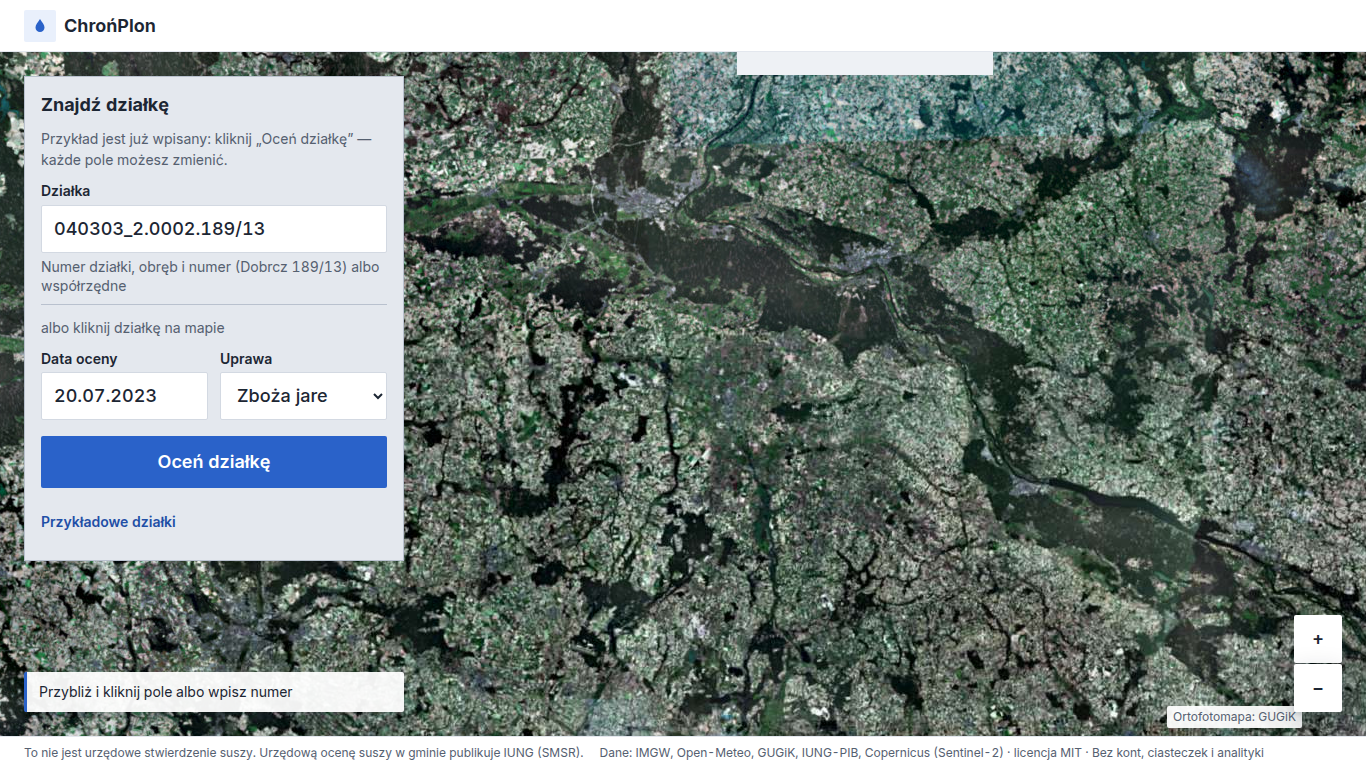 ChrońPlon
Znajdź działkę
Przykład jest już wpisany: kliknij „Oceń działkę” —
każde pole możesz zmienić.
Działka
040303_2.0002.189/13
Numer działki, obręb i numer (Dobrcz 189/13) albo
współrzędne
albo kliknij działkę na mapie
Data oceny Uprawa
20.07.2023 Zboża jare
Oceń działkę
Przykładowe działki
Przybliż i kliknij pole albo wpisz numer
+
−
Ortofotomapa: GUGiK
To nie jest urzędowe stwierdzenie suszy. Urzędową ocenę suszy w gminie publikuje IUNG (SMSR). Dane: IMGW, Open-Meteo, GUGiK, IUNG-PIB, Copernicus (Sentinel-2) · licencja MIT · Bez kont, ciasteczek i analityki